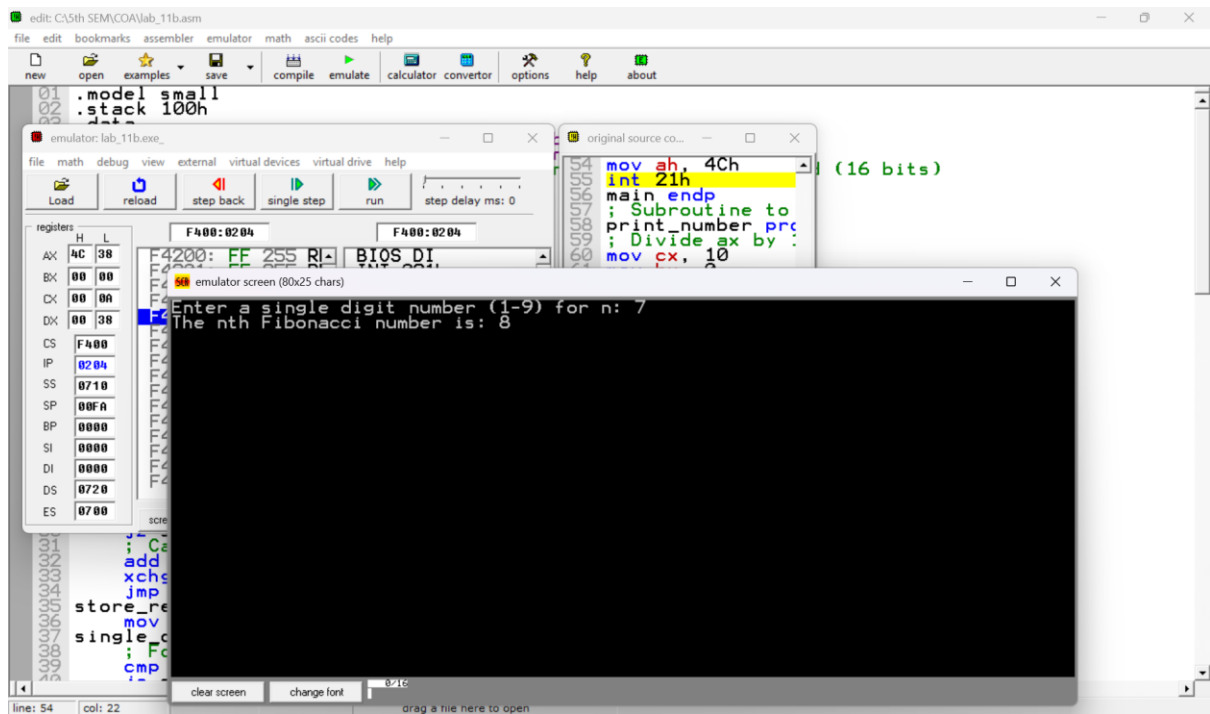 edit: C:\5th SEM\COA\lab_11b.asm
file edit bookmarks assembler emulator math ascii codes help
new open examples save compile emulate calculator convertor options help about
01 .model small
02 .stack 100h
03 .data
emulator: lab_11b.exe_
file math debug view external virtual devices virtual drive help
Load reload step back single step run step delay ms: 0
registers
H L
F400:0204 F400:0204
AX 4C 38
BX 00 00
CX 00 0A
DX 00 38
CS F400
IP 0204
SS 0710
SP 00FA
BP 0000
SI 0000
DI 0000
DS 0720
ES 0700
F4200: FF 255 RE
BIOS DI
original source co...
54 mov ah, 4Ch
55 int 21h
56 main endp
57 ; Subroutine to
58 print_number pro
59 ; Divide ax by
60 mov cx, 10
(16 bits)
emulator screen (80x25 chars)
Enter a single digit number (1-9) for n: 7
The nth Fibonacci number is: 8
scre
31 ; Ca
32 add
33 xchg
34 jmp
35 store_re
36 mov
37 single_d
38 ; Fo
39 cmp
clear screen change font 0/16
line: 54 col: 22 drag a file here to open